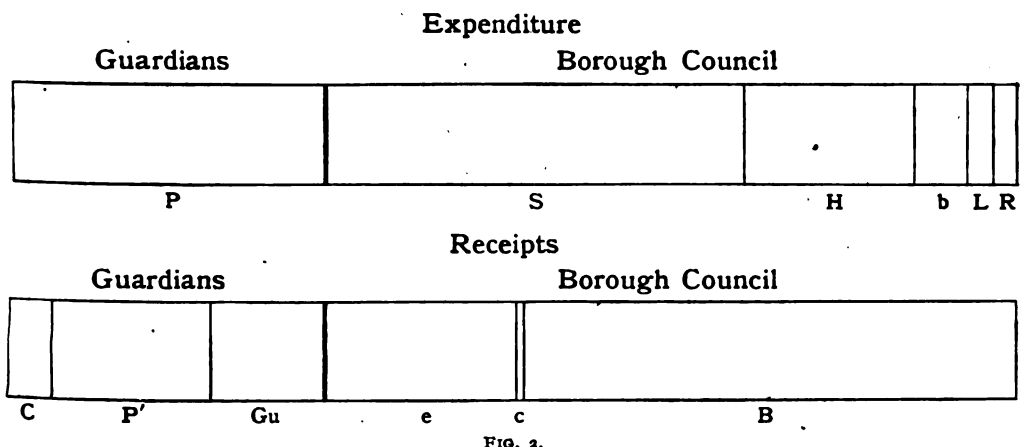 Expenditure
Guardians Borough Council
P S H b L R
Receipts
Guardians Borough Council
C P′ Gu e c B
FIG. 2.